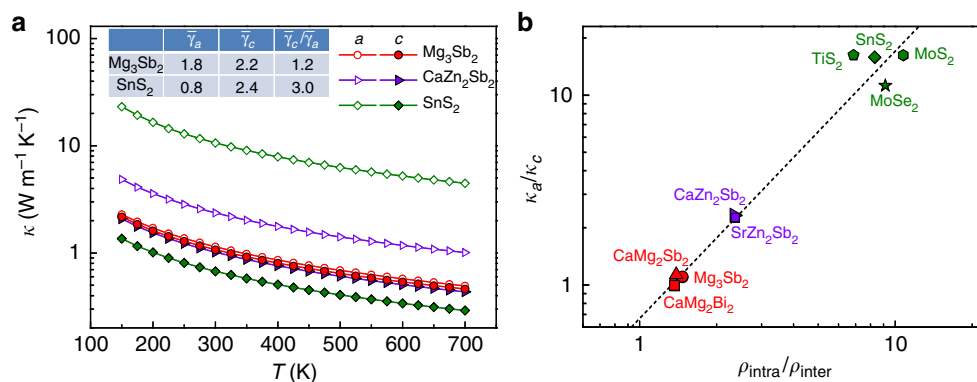 a
100
10
1
κ (W m⁻¹ K⁻¹)
γ̅ₐ γ̅c γ̅c/γ̅ₐ
Mg₃Sb₂ 1.8 2.2 1.2
SnS₂ 0.8 2.4 3.0
a c
Mg₃Sb₂
CaZn₂Sb₂
SnS₂
100 200 300 400 500 600 700
T (K)
b
10
1
κₐ/κc
SnS₂
TiS₂ MoS₂
MoSe₂
CaZn₂Sb₂
SrZn₂Sb₂
CaMg₂Sb₂
Mg₃Sb₂
CaMg₂Bi₂
1 10
ρintra/ρinter